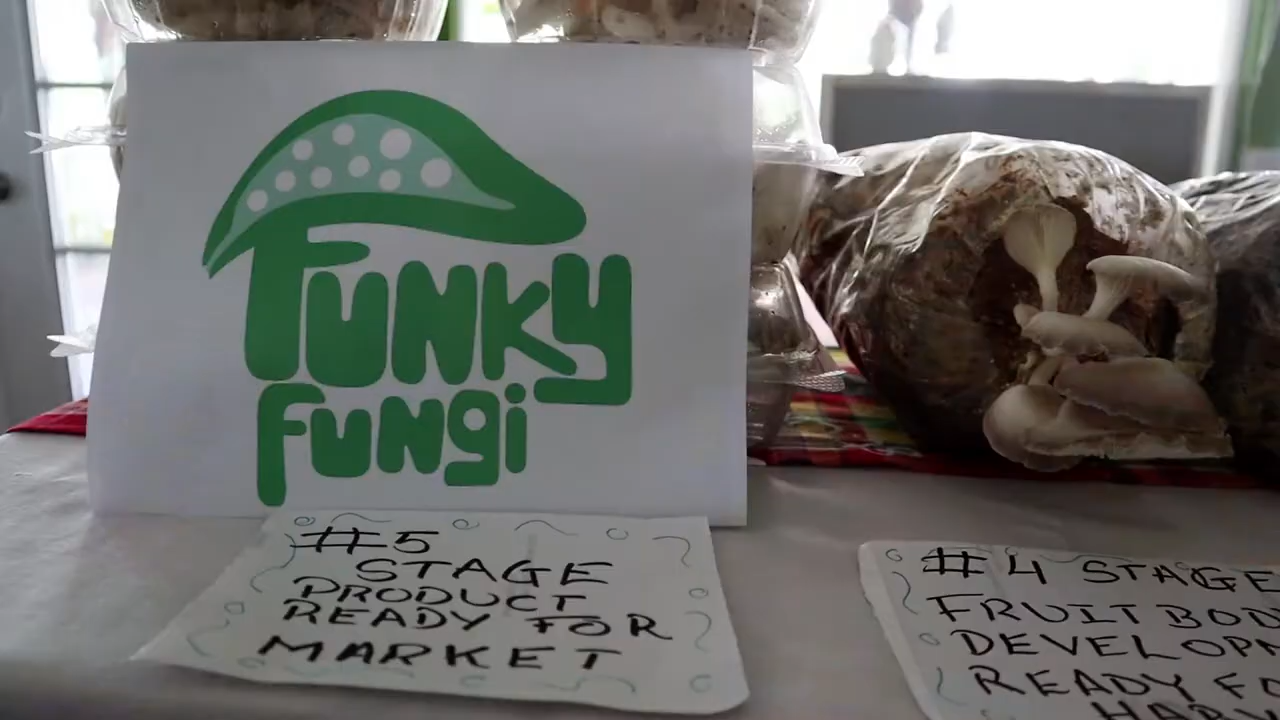 FUNKY
fungi
#5
STAGE
PRODUCT
READY FOR
MARKET
#4 STAGE
FRUIT BOD
DEVELOPM
READY FO